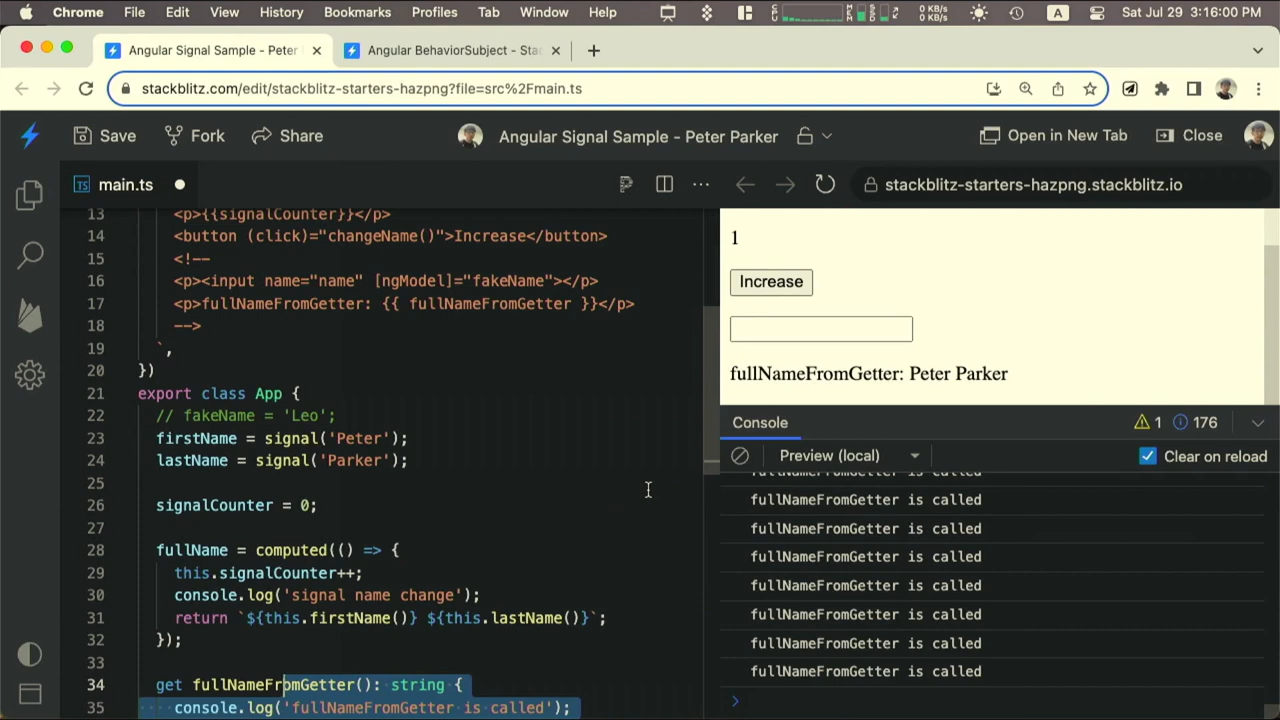 Chrome File Edit View History Bookmarks Profiles Tab Window Help 0 KB/s 0 KB/s A Sat Jul 29 3:16:00 PM
Angular Signal Sample - Peter Angular BehaviorSubject - Stac
stackblitz.com/edit/stackblitz-starters-hazpng?file=src%2Fmain.ts
Save Fork Share Angular Signal Sample - Peter Parker Open in New Tab Close
TS main.ts stackblitz-starters-hazpng.stackblitz.io
13 <p>{{signalCounter}}</p>
14 <button (click)="changeName()">Increase</button>
15 <!--
16 <p><input name="name" [ngModel]="fakeName"></p>
17 <p>fullNameFromGetter: {{ fullNameFromGetter }}</p>
18 -->
19 `,
20 })
21 export class App {
22 // fakeName = 'Leo';
23 firstName = signal('Peter');
24 lastName = signal('Parker');
25
26 signalCounter = 0;
27
28 fullName = computed(() => {
29 this.signalCounter++;
30 console.log('signal name change');
31 return `${this.firstName()} ${this.lastName()}`;
32 });
33
34 get fullNameFromGetter(): string {
35 console.log('fullNameFromGetter is called');
1
Increase
fullNameFromGetter: Peter Parker
Console 1 176
Preview (local) Clear on reload
fullNameFromGetter is called
fullNameFromGetter is called
fullNameFromGetter is called
fullNameFromGetter is called
fullNameFromGetter is called
fullNameFromGetter is called
fullNameFromGetter is called
fullNameFromGetter is called